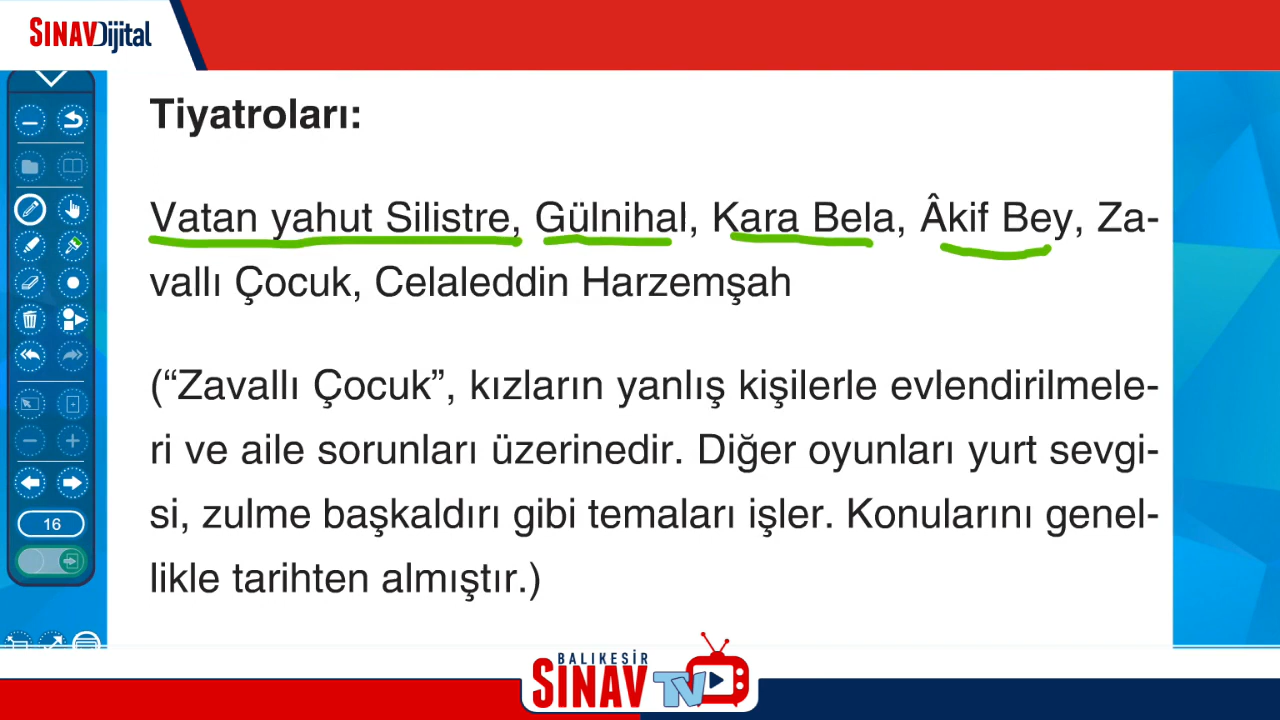 SINAVDijital
Tiyatroları:
Vatan yahut Silistre, Gülnihal, Kara Bela, Âkif Bey, Za-
vallı Çocuk, Celaleddin Harzemşah
(“Zavallı Çocuk”, kızların yanlış kişilerle evlendirilmele-
ri ve aile sorunları üzerinedir. Diğer oyunları yurt sevgi-
si, zulme başkaldırı gibi temaları işler. Konularını genel-
likle tarihten almıştır.)
16
BALIKESİR
SINAV TV